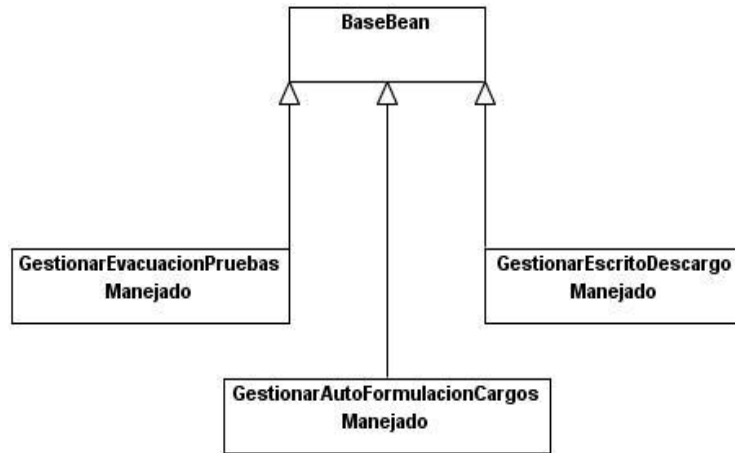 BaseBean
GestionarEvacuacionPruebas
Manejado
GestionarEscritoDescargo
Manejado
GestionarAutoFormulacionCargos
Manejado